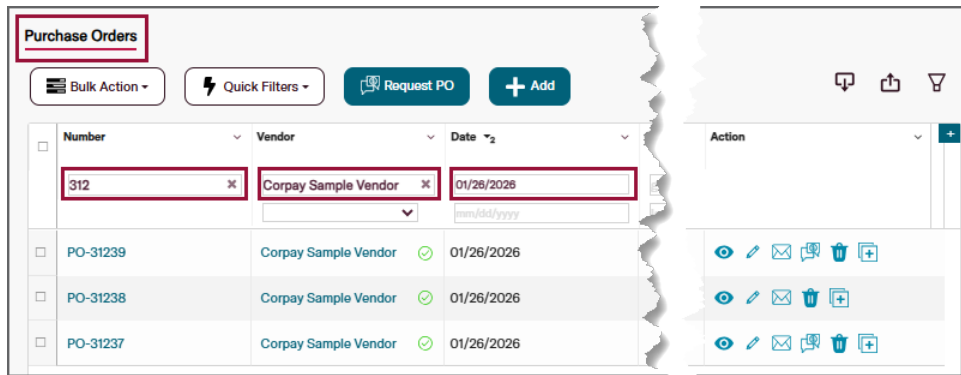 Purchase Orders
Bulk Action Quick Filters Request PO + Add
Number Vendor Date 2 Action +
312 × Corpay Sample Vendor × 01/26/2026
mm/dd/yyyy
PO-31239 Corpay Sample Vendor 01/26/2026
PO-31238 Corpay Sample Vendor 01/26/2026
PO-31237 Corpay Sample Vendor 01/26/2026